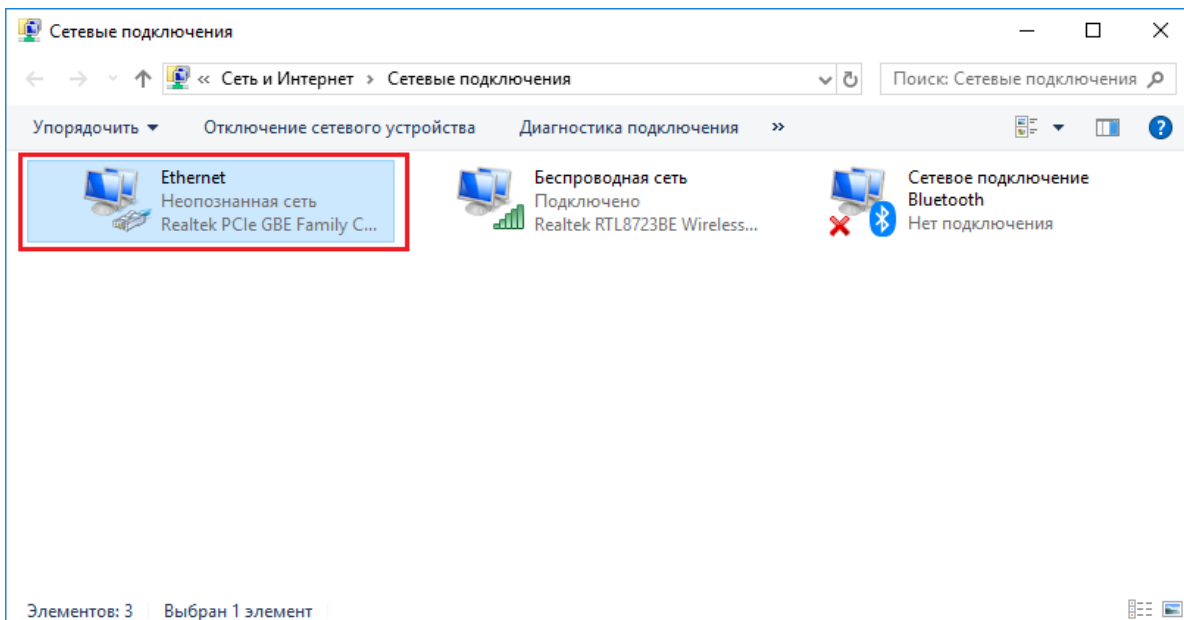 Сетевые подключения
« Сеть и Интернет › Сетевые подключения
Поиск: Сетевые подключения
Упорядочить
Отключение сетевого устройства
Диагностика подключения
»
Ethernet
Неопознанная сеть
Realtek PCIe GBE Family C...
Беспроводная сеть
Подключено
Realtek RTL8723BE Wireless...
Сетевое подключение
Bluetooth
Нет подключения
Элементов: 3
Выбран 1 элемент